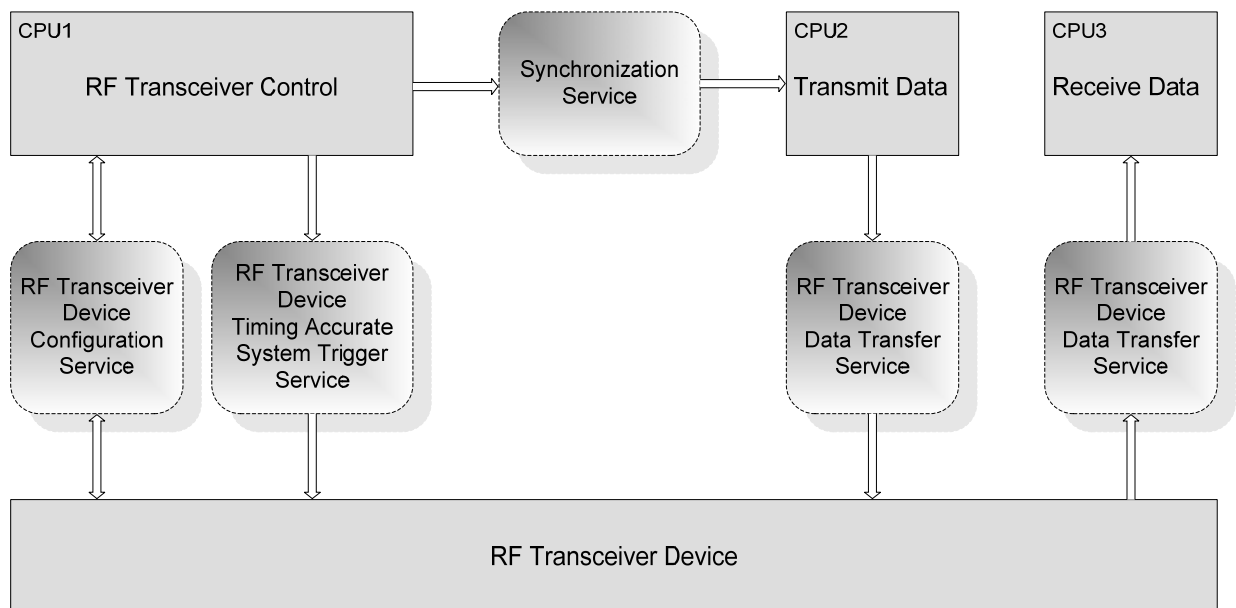 CPU1
RF Transceiver Control
Synchronization
Service
CPU2
Transmit Data
CPU3
Receive Data
RF Transceiver
Device
Configuration
Service
RF Transceiver
Device
Timing Accurate
System Trigger
Service
RF Transceiver
Device
Data Transfer
Service
RF Transceiver
Device
Data Transfer
Service
RF Transceiver Device